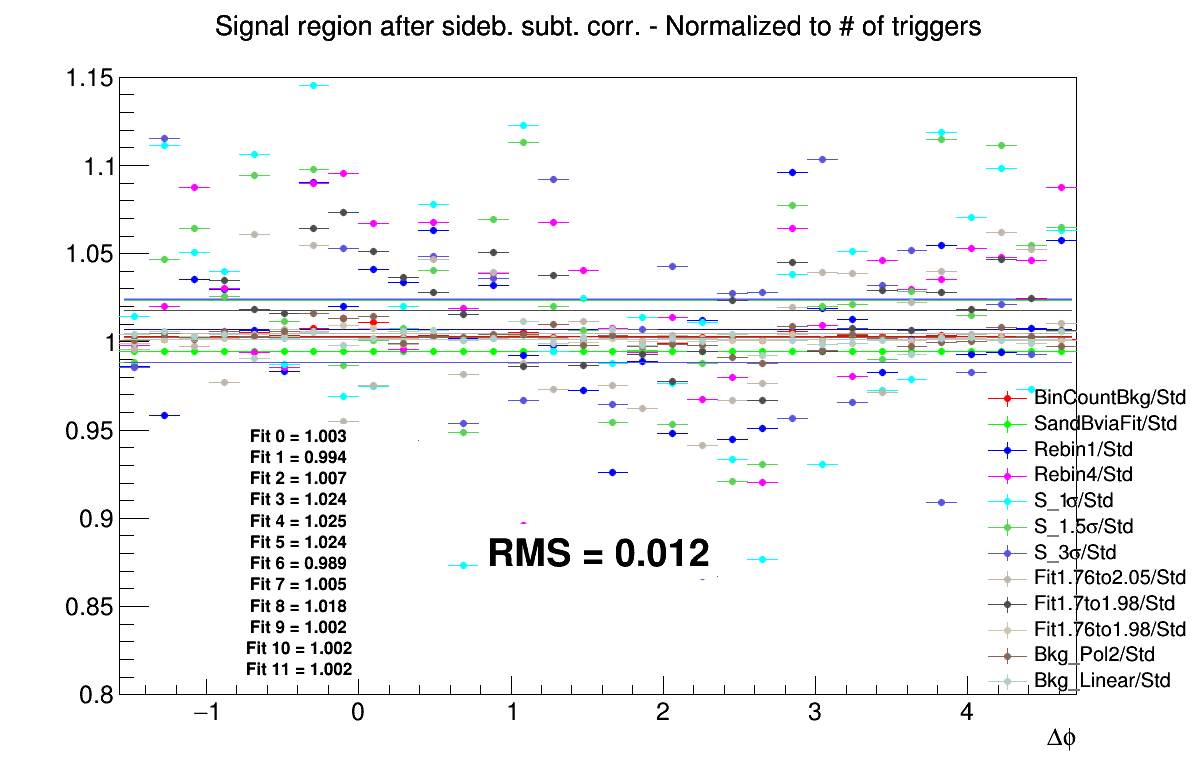 Signal region after sideb. subt. corr. - Normalized to # of triggers
1.15
1.1
1.05
1
0.95
0.9
0.85
0.8
Fit 0 = 1.003
Fit 1 = 0.994
Fit 2 = 1.007
Fit 3 = 1.024
Fit 4 = 1.025
Fit 5 = 1.024
Fit 6 = 0.989
Fit 7 = 1.005
Fit 8 = 1.018
Fit 9 = 1.002
Fit 10 = 1.002
Fit 11 = 1.002
RMS = 0.012
BinCountBkg/Std
SandBviaFit/Std
Rebin1/Std
Rebin4/Std
S_1σ/Std
S_1.5σ/Std
S_3σ/Std
Fit1.76to2.05/Std
Fit1.7to1.98/Std
Fit1.76to1.98/Std
Bkg_Pol2/Std
Bkg_Linear/Std
−1 0 1 2 3 4
Δϕ